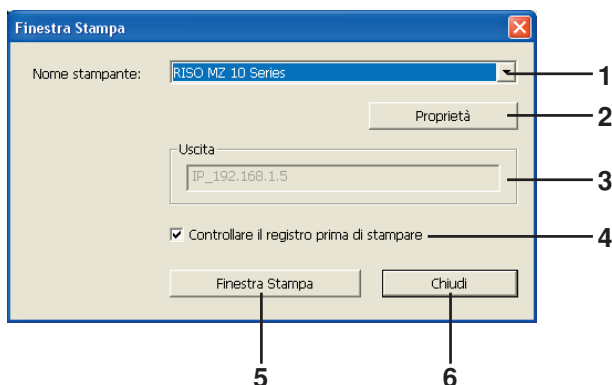 Finestra Stampa
Nome stampante: RISO MZ 10 Series 1
Proprietà 2
Uscita
IP_192.168.1.5 3
Controllare il registro prima di stampare 4
Finestra Stampa Chiudi
5 6